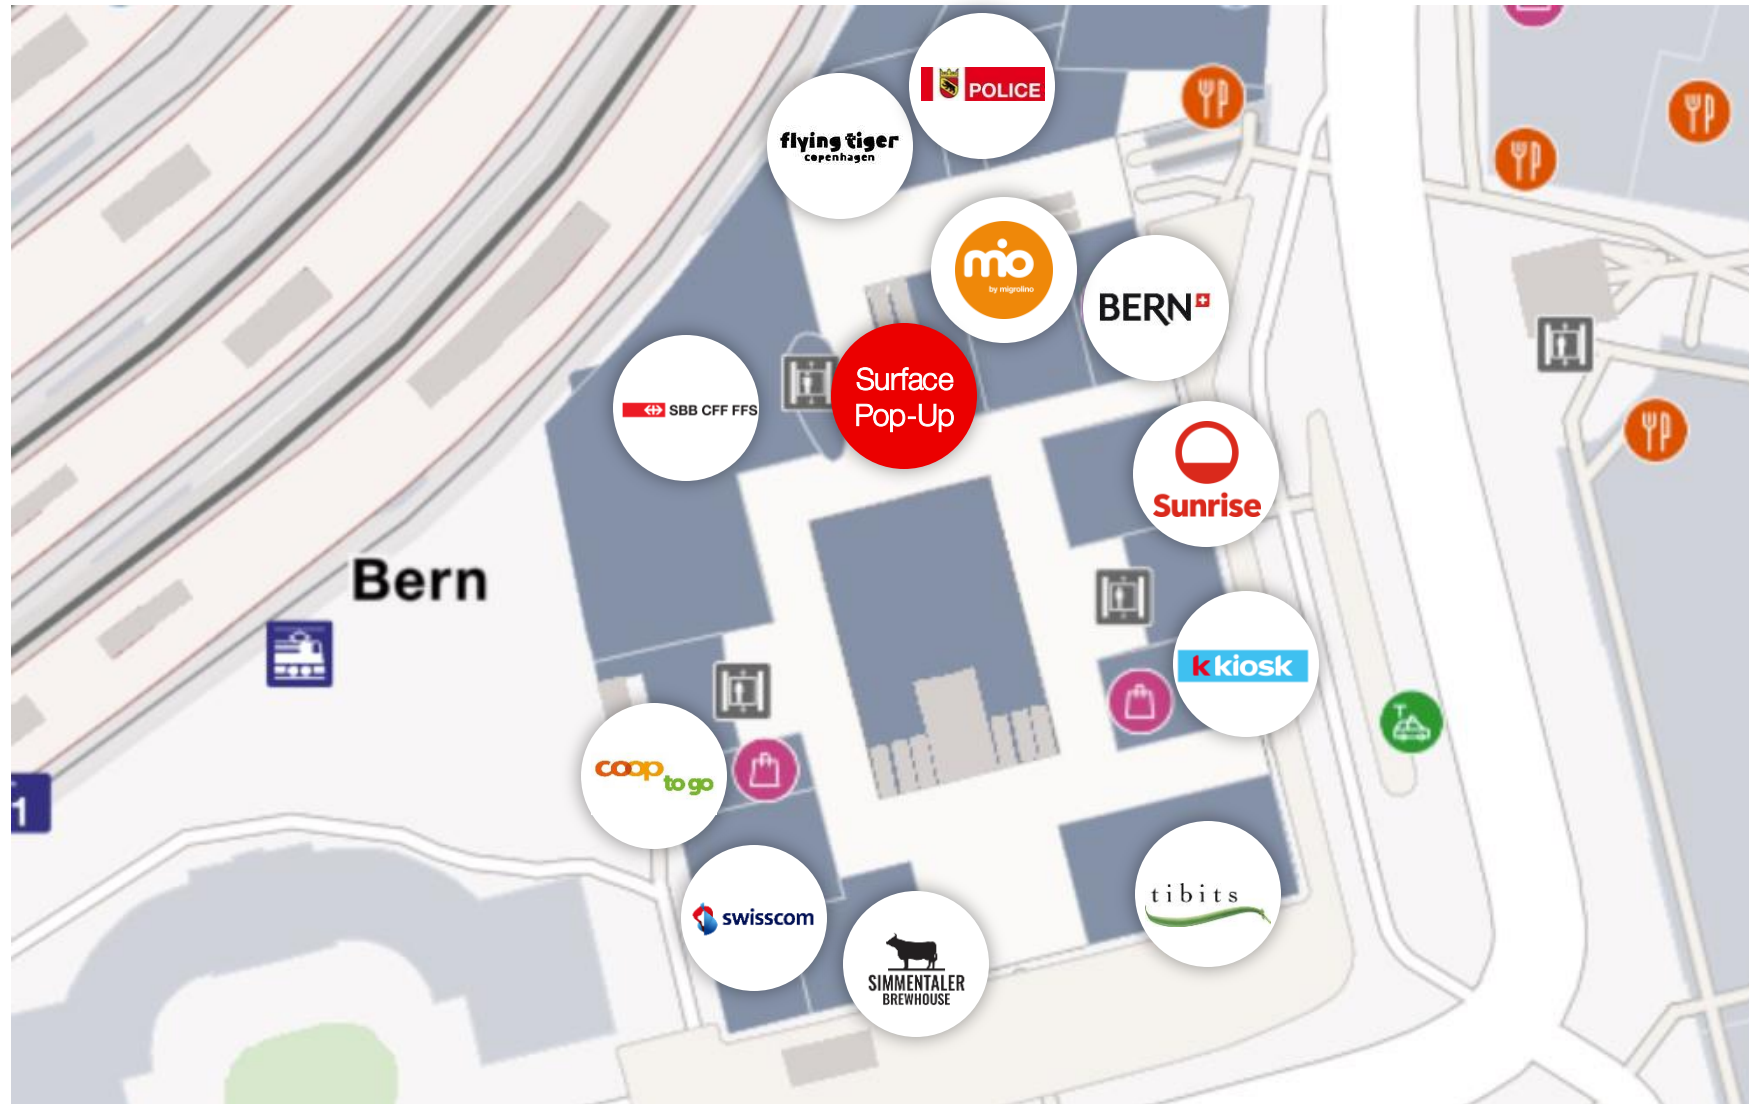 POLICE
flying tiger
copenhagen
mio
by migrolino
BERN
SBB CFF FFS
Surface
Pop-Up
Sunrise
Bern
k kiosk
coop
to go
1
tibits
swisscom
SIMMENTALER
BREWHOUSE
T